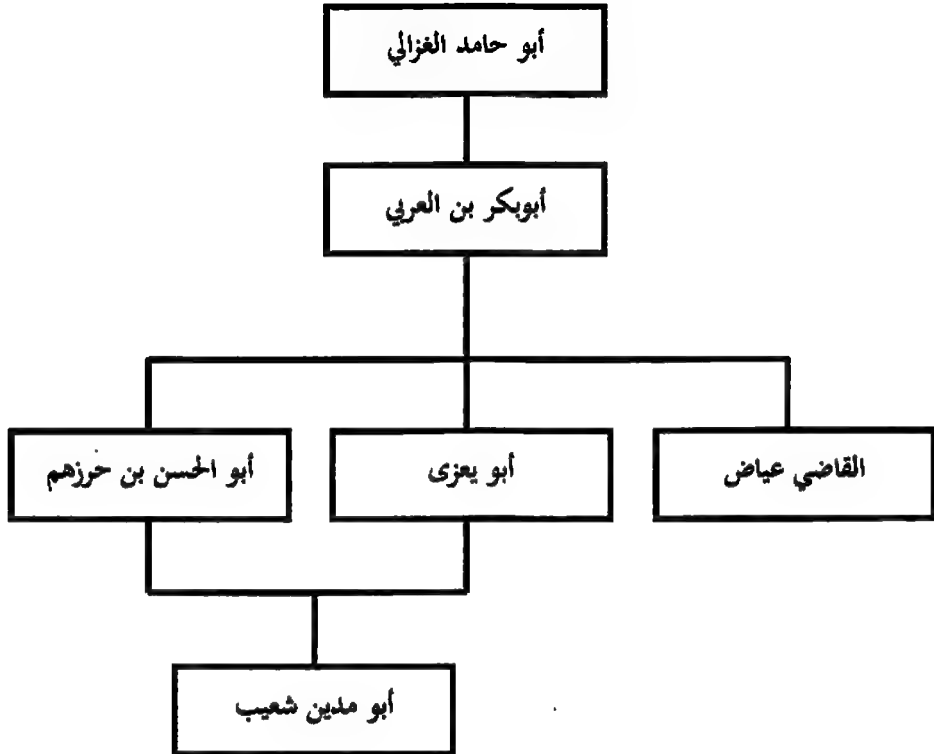 أبو حامد الغزالي
أبوبكر بن العربي
القاضي عياض
أبو يعزى
أبو الحسن بن حرزهم
أبو مدين شعيب